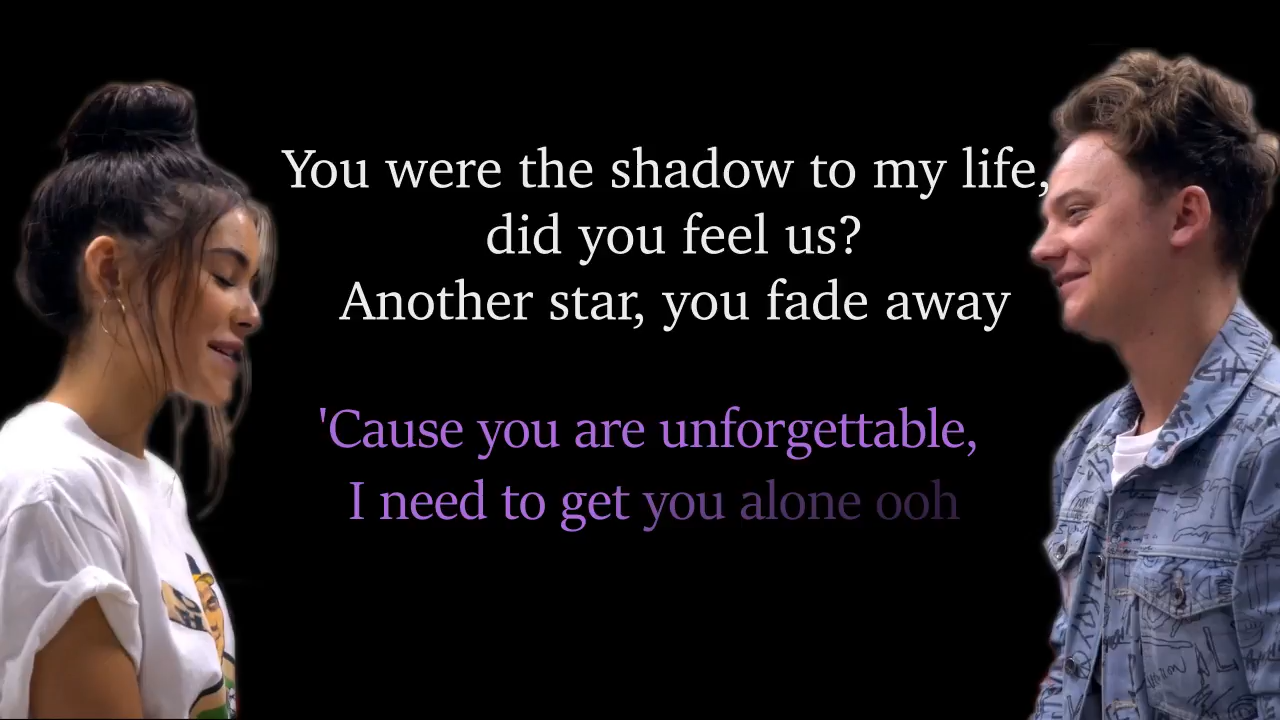 You were the shadow to my life,
did you feel us?
Another star, you fade away
'Cause you are unforgettable,
I need to get you alone ooh